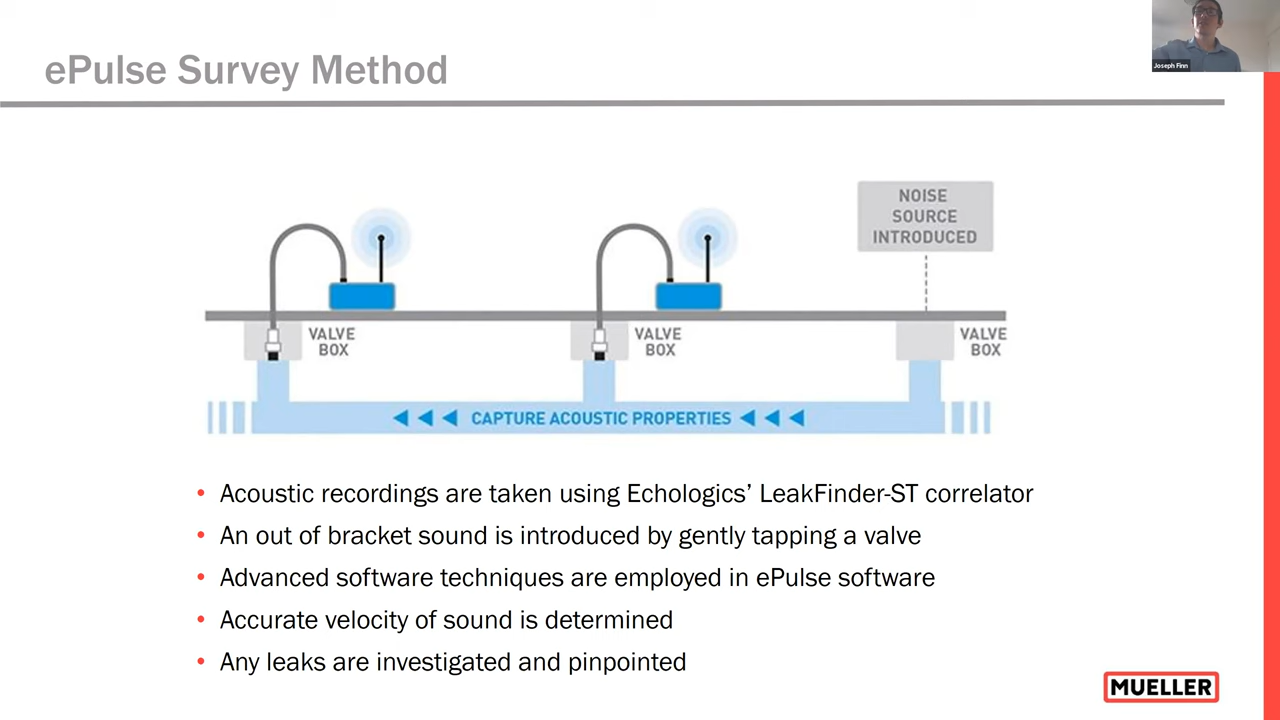 ePulse Survey Method
Joseph Finn
NOISE
SOURCE
INTRODUCED
VALVE
BOX
VALVE
BOX
VALVE
BOX
CAPTURE ACOUSTIC PROPERTIES
• Acoustic recordings are taken using Echologics’ LeakFinder-ST correlator
• An out of bracket sound is introduced by gently tapping a valve
• Advanced software techniques are employed in ePulse software
• Accurate velocity of sound is determined
• Any leaks are investigated and pinpointed
MUELLER